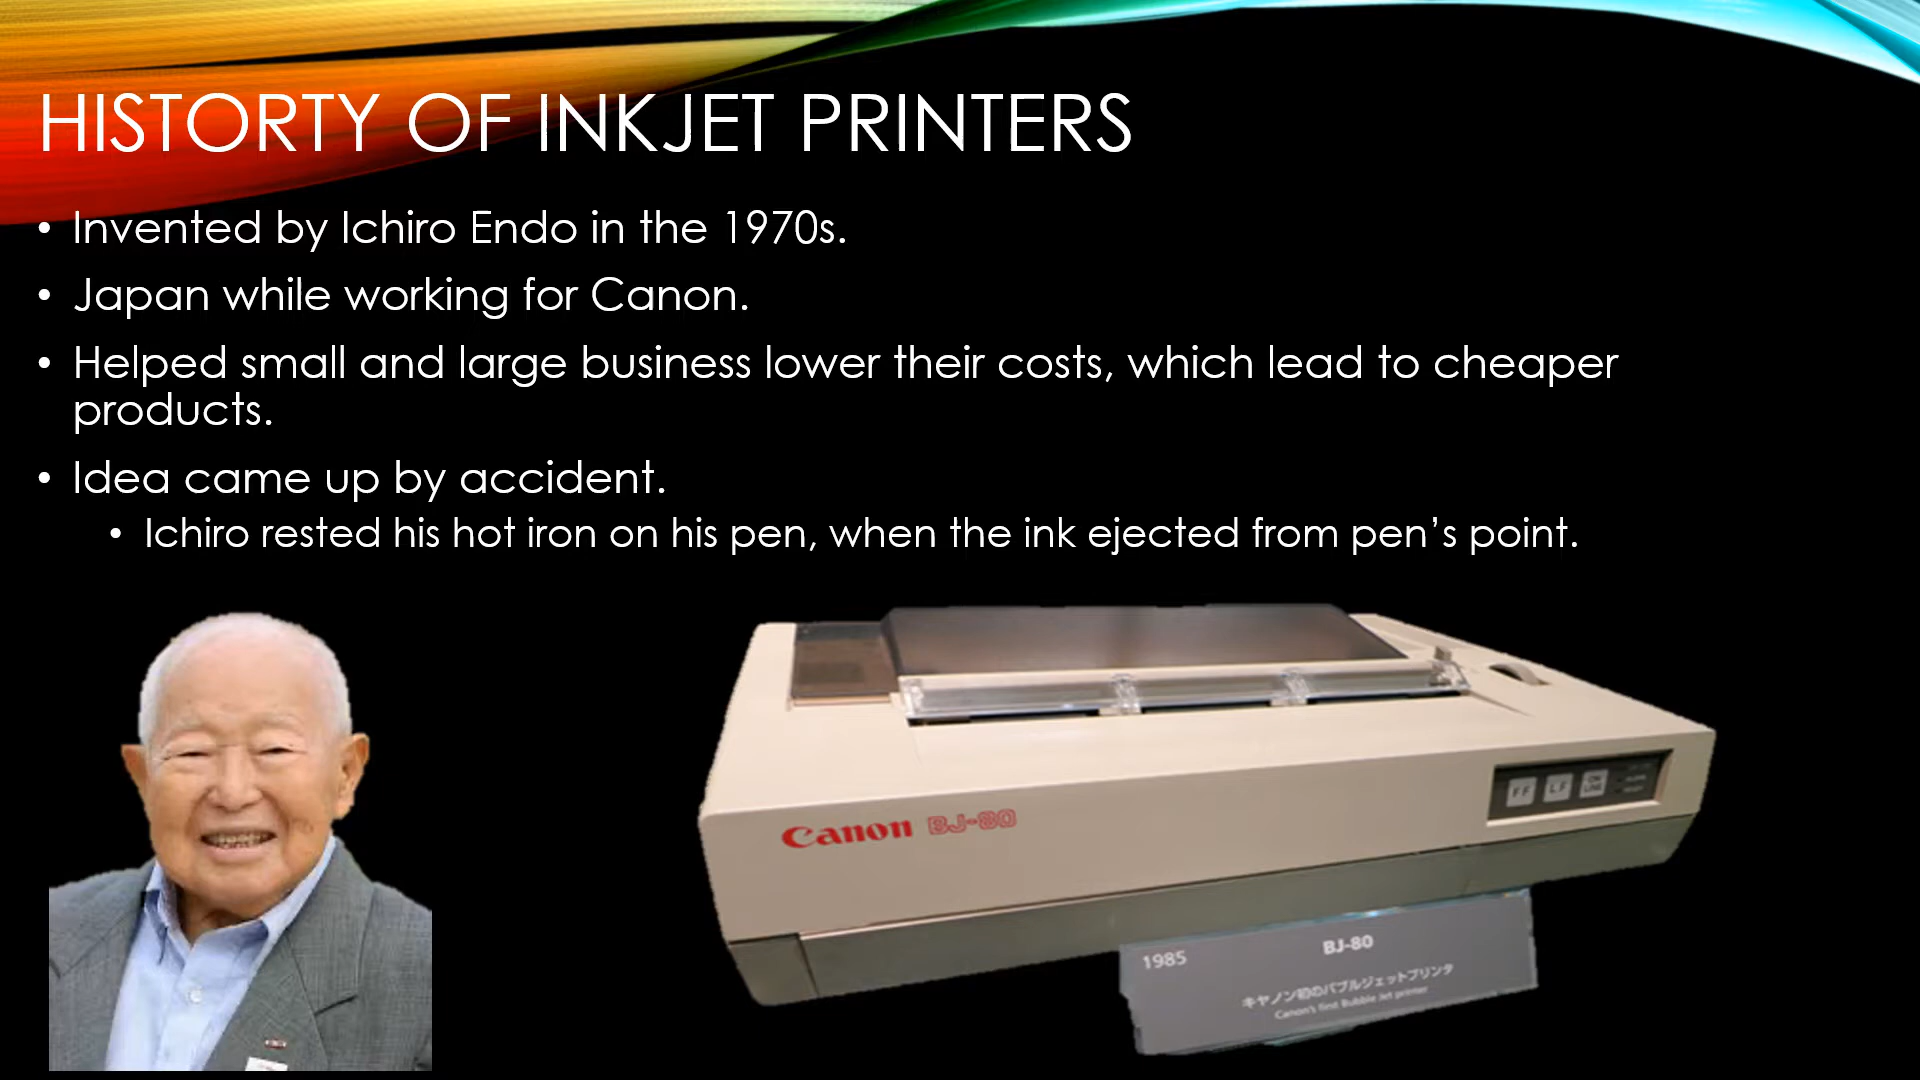 HISTORTY OF INKJET PRINTERS
• Invented by Ichiro Endo in the 1970s.
• Japan while working for Canon.
• Helped small and large business lower their costs, which lead to cheaper
products.
• Idea came up by accident.
• Ichiro rested his hot iron on his pen, when the ink ejected from pen’s point.
Canon BJ-80
FF LF ON LINE
1985 BJ-80
キヤノン初のバブルジェットプリンタ
Canon's first Bubble Jet printer